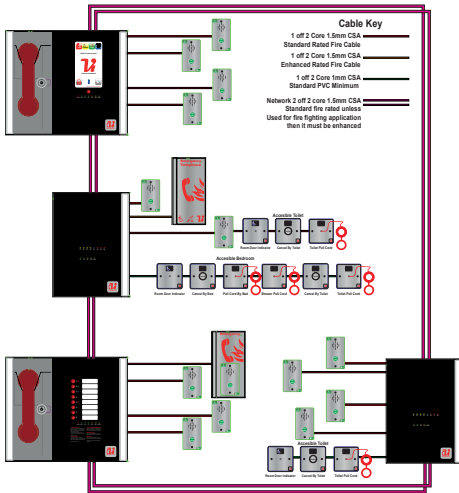 Cable Key
1 off 2 Core 1.5mm CSA
Standard Rated Fire Cable
1 off 2 Core 1.5mm CSA
Enhanced Rated Fire Cable
1 off 2 Core 1mm CSA
Standard PVC Minimum
Network 2 off 2 core 1.5mm CSA
Standard fire rated unless
Used for fire fighting application
then it must be enhanced
Accesible Toilet
Room Door Indicator Cancel By Toilet Toilet Pull Cord
Accesible Bedroom
Room Door Indicator Cancel By Bed Pull Cord By Bed Shower Pull Cord Cancel By Toilet Toilet Pull Cord
Accesible Toilet
Room Door Indicator Cancel By Toilet Toilet Pull Cord